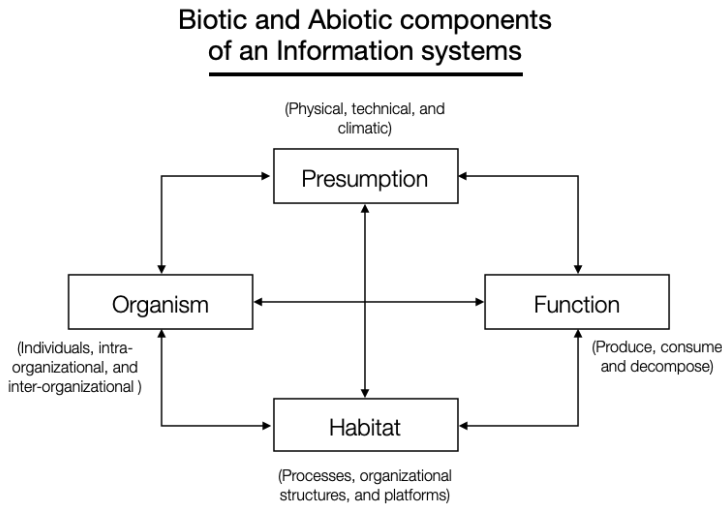 Biotic and Abiotic components
of an Information systems
(Physical, technical, and
climatic)
Presumption
Organism
Function
(Individuals, intra-
organizational, and
inter-organizational )
(Produce, consume
and decompose)
Habitat
(Processes, organizational
structures, and platforms)